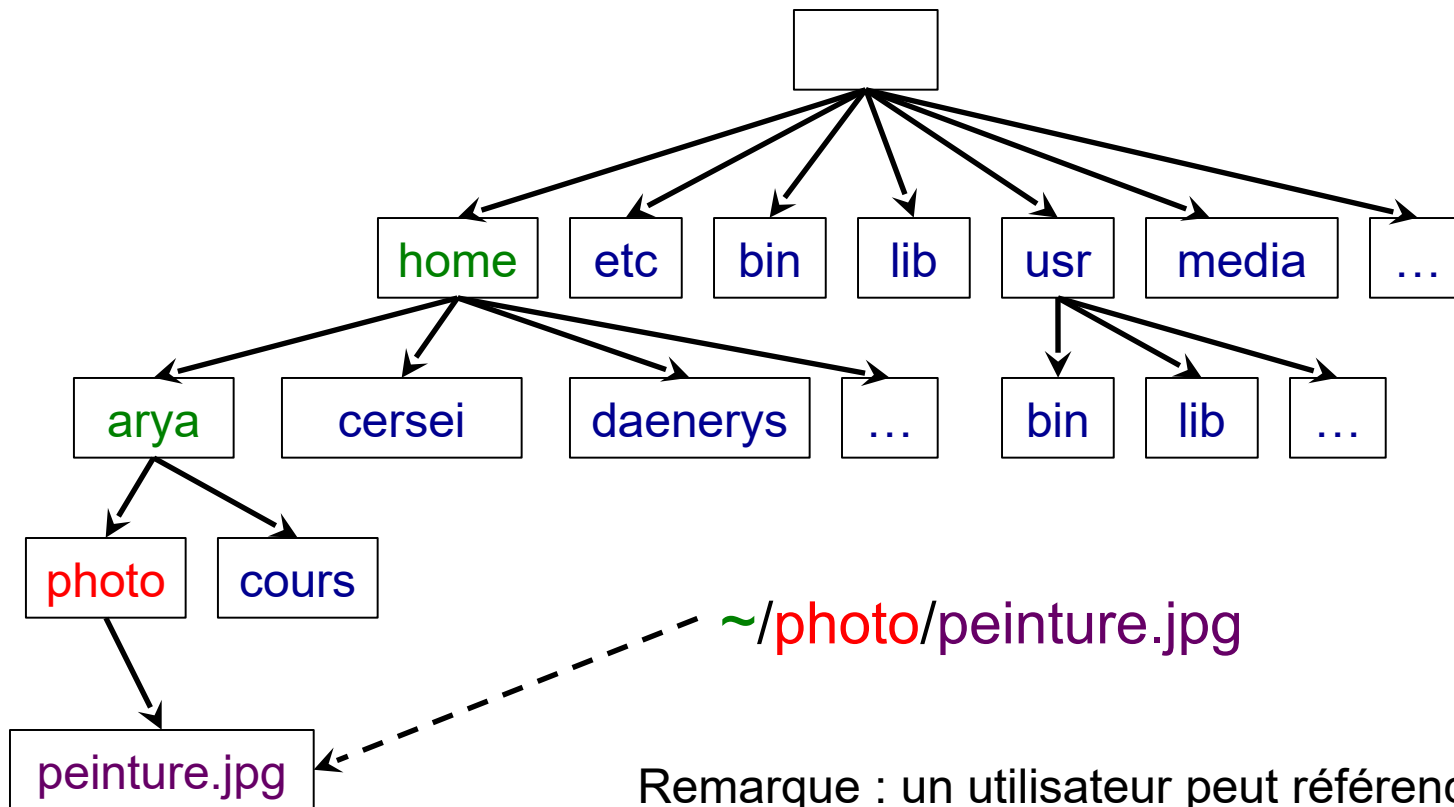 home etc bin lib usr media …
arya cersei daenerys … bin lib …
photo cours
~/photo/peinture.jpg
peinture.jpg
Remarque : un utilisateur peut référenc